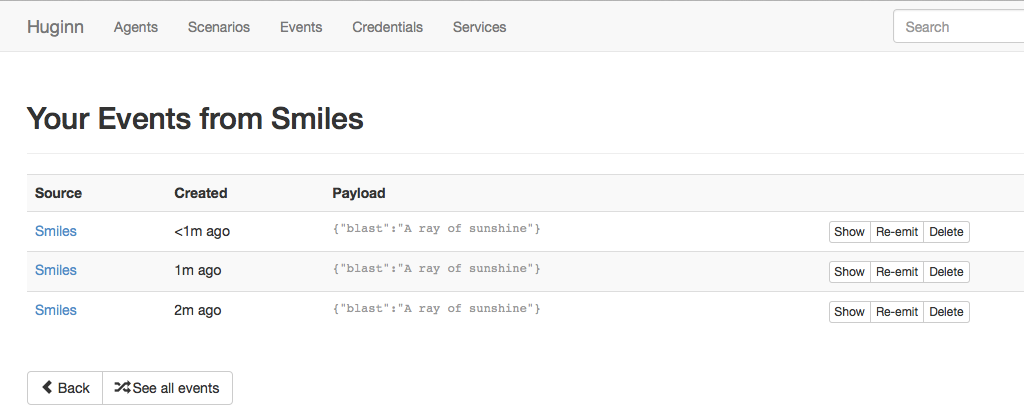 Huginn Agents Scenarios Events Credentials Services Search
Your Events from Smiles
Source Created Payload
Smiles <1m ago {"blast":"A ray of sunshine"} Show Re-emit Delete
Smiles 1m ago {"blast":"A ray of sunshine"} Show Re-emit Delete
Smiles 2m ago {"blast":"A ray of sunshine"} Show Re-emit Delete
Back See all events